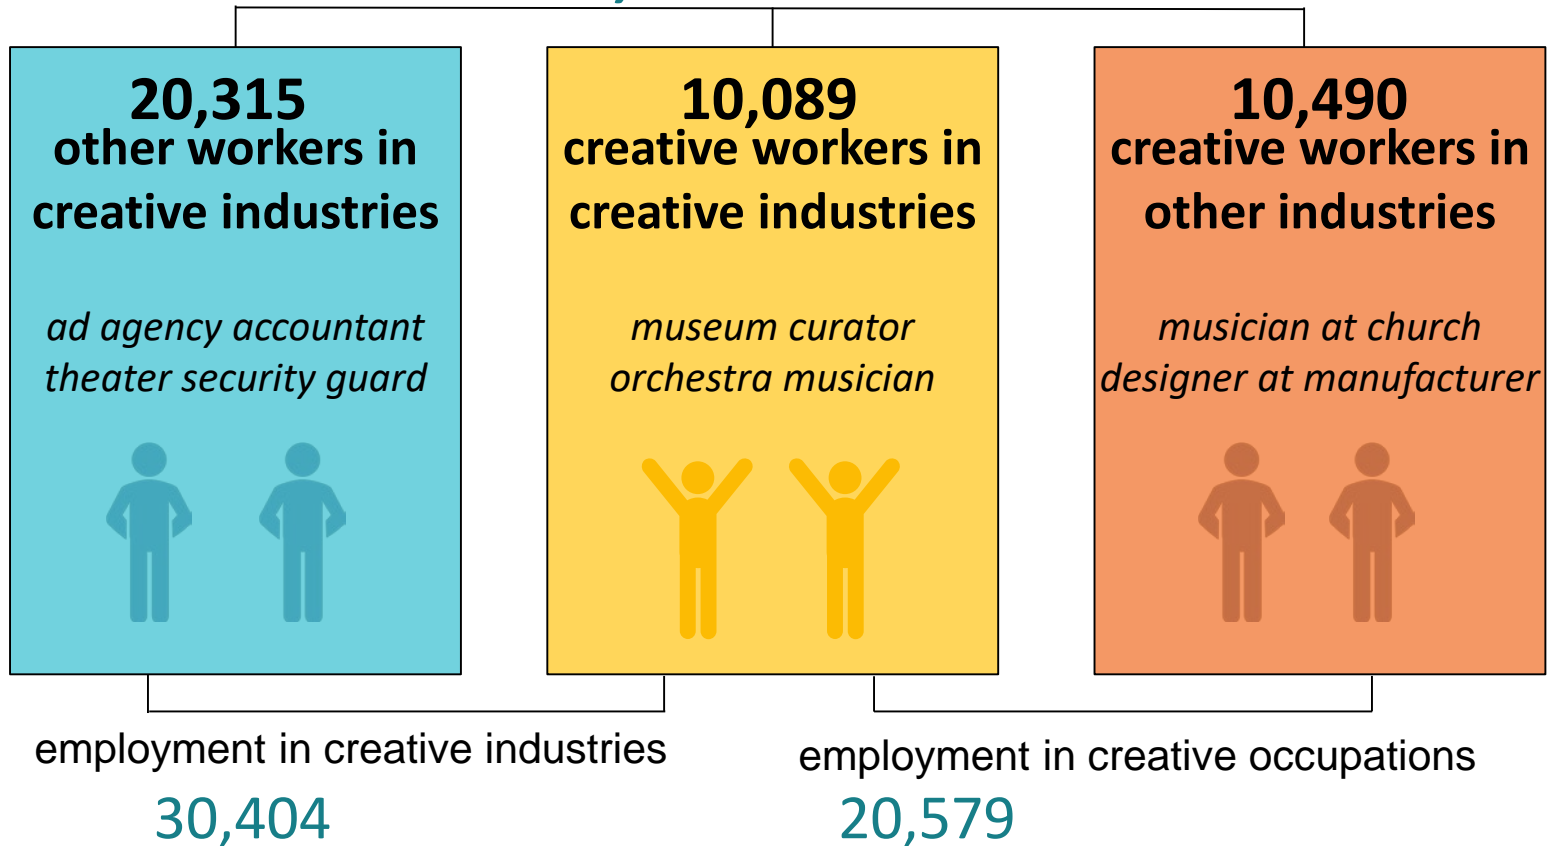 20,315
other workers in
creative industries
ad agency accountant
theater security guard
10,089
creative workers in
creative industries
museum curator
orchestra musician
10,490
creative workers in
other industries
musician at church
designer at manufacturer
employment in creative industries
30,404
employment in creative occupations
20,579